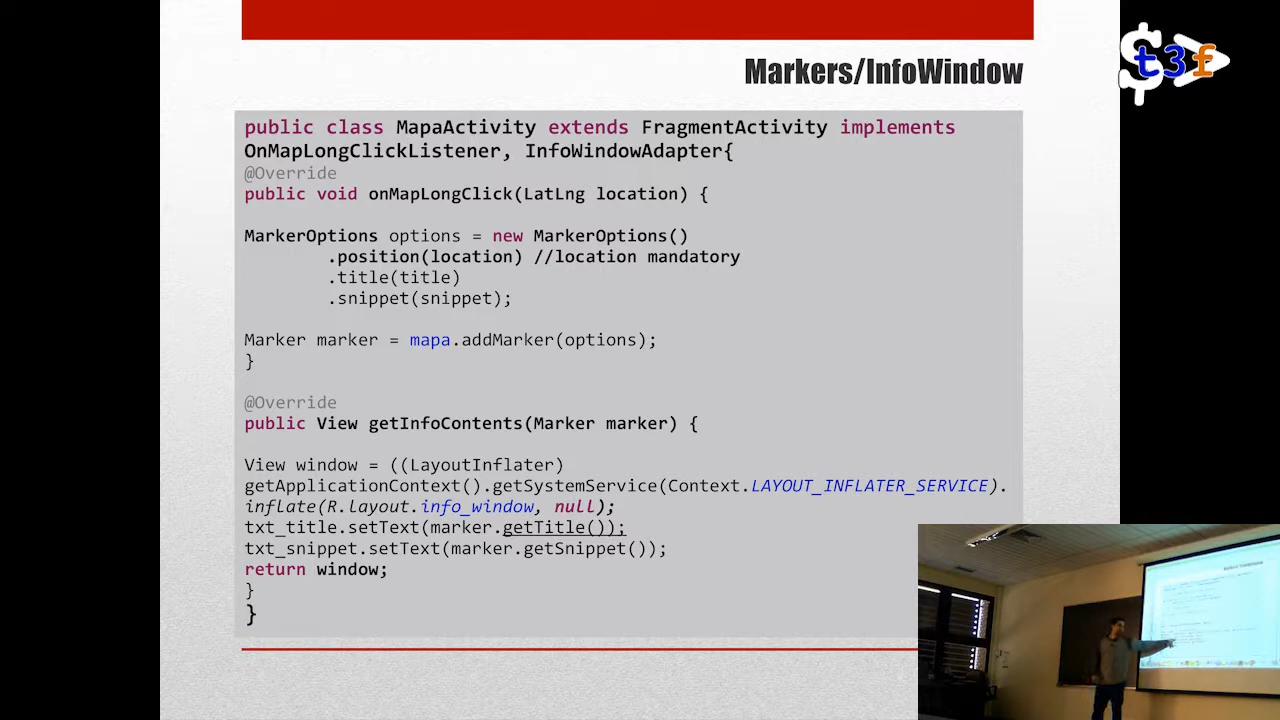 Markers/InfoWindow
$t3f
public class MapaActivity extends FragmentActivity implements
OnMapLongClickListener, InfoWindowAdapter{
@Override
public void onMapLongClick(LatLng location) {
MarkerOptions options = new MarkerOptions()
.position(location) //location mandatory
.title(title)
.snippet(snippet);
Marker marker = mapa.addMarker(options);
}
@Override
public View getInfoContents(Marker marker) {
View window = ((LayoutInflater)
getApplicationContext().getSystemService(Context.LAYOUT_INFLATER_SERVICE).
inflate(R.layout.info_window, null);
txt_title.setText(marker.getTitle());
txt_snippet.setText(marker.getSnippet());
return window;
}
}